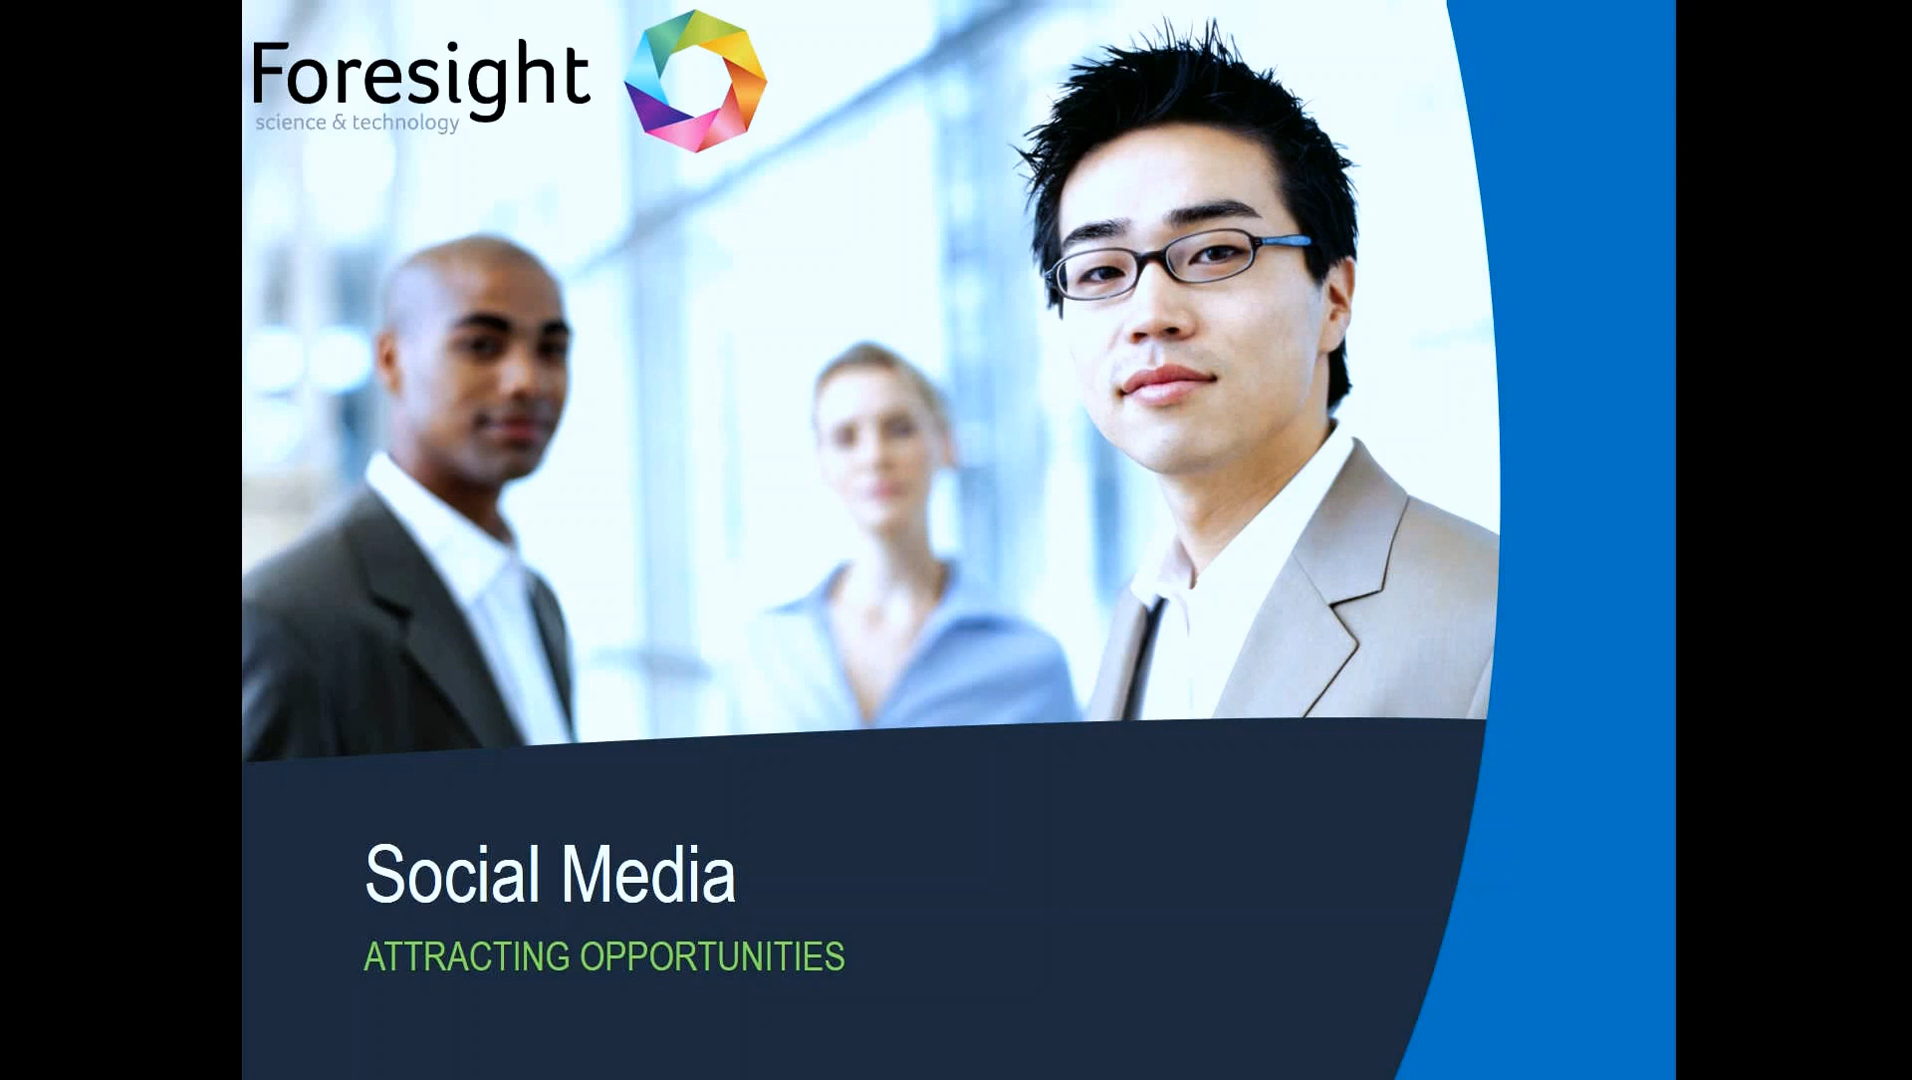 Foresight
science & technology
Social Media
ATTRACTING OPPORTUNITIES